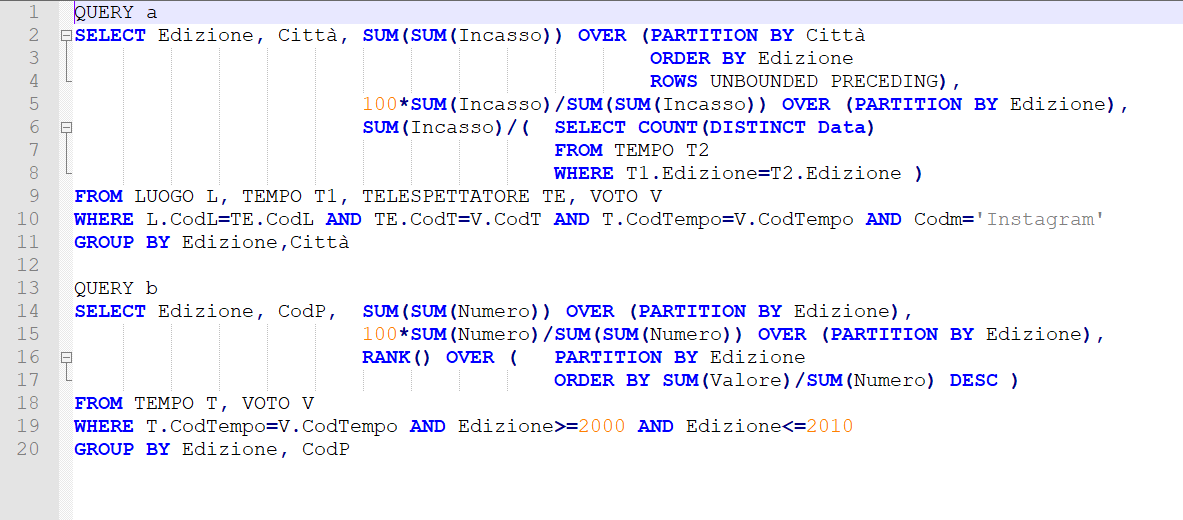 1 QUERY a
2 SELECT Edizione, Città, SUM(SUM(Incasso)) OVER (PARTITION BY Città
3 ORDER BY Edizione
4 ROWS UNBOUNDED PRECEDING),
5 100*SUM(Incasso)/SUM(SUM(Incasso)) OVER (PARTITION BY Edizione),
6 SUM(Incasso)/( SELECT COUNT(DISTINCT Data)
7 FROM TEMPO T2
8 WHERE T1.Edizione=T2.Edizione )
9 FROM LUOGO L, TEMPO T1, TELESPETTATORE TE, VOTO V
10 WHERE L.CodL=TE.CodL AND TE.CodT=V.CodT AND T.CodTempo=V.CodTempo AND Codm='Instagram'
11 GROUP BY Edizione,Città
12
13 QUERY b
14 SELECT Edizione, CodP, SUM(SUM(Numero)) OVER (PARTITION BY Edizione),
15 100*SUM(Numero)/SUM(SUM(Numero)) OVER (PARTITION BY Edizione),
16 RANK() OVER ( PARTITION BY Edizione
17 ORDER BY SUM(Valore)/SUM(Numero) DESC )
18 FROM TEMPO T, VOTO V
19 WHERE T.CodTempo=V.CodTempo AND Edizione>=2000 AND Edizione<=2010
20 GROUP BY Edizione, CodP